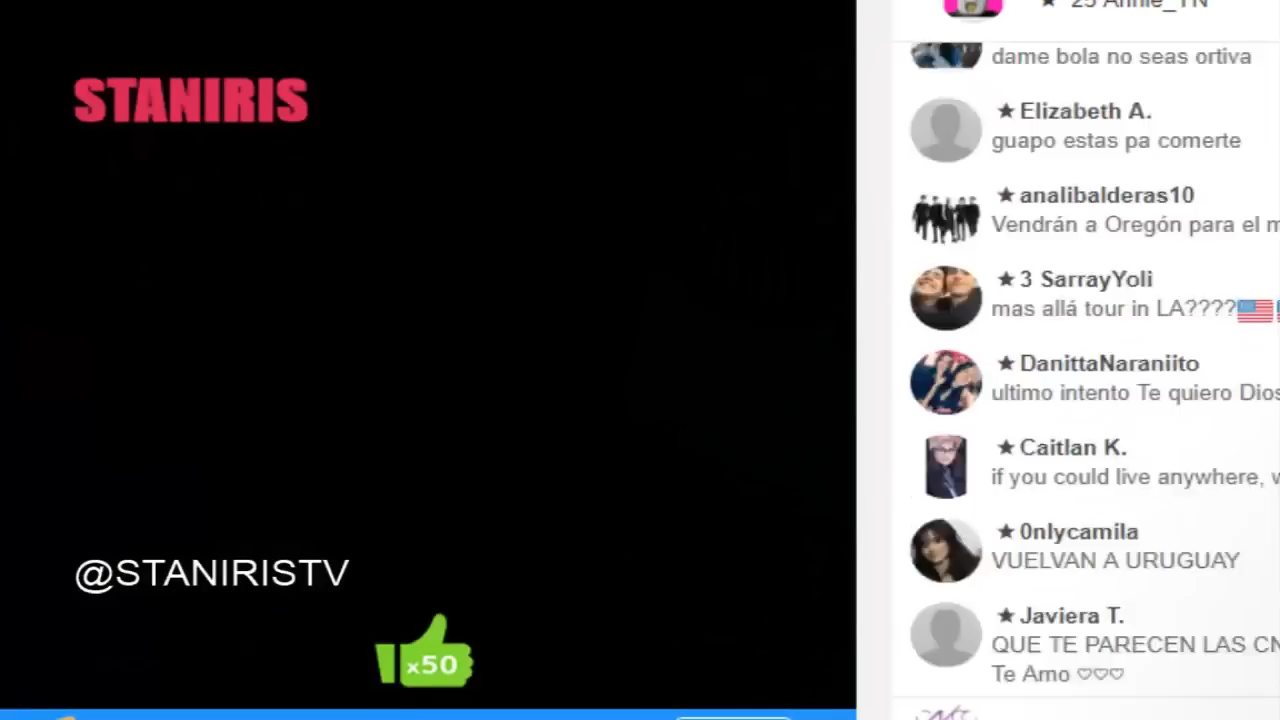 STANIRIS
@STANIRISTV
x50
25 Annie_TN
dame bola no seas ortiva
★ Elizabeth A.
guapo estas pa comerte
★ analibalderas10
Vendrán a Oregón para el m
★ 3 SarrayYoli
mas allá tour in LA????
★ DanittaNaraniito
ultimo intento Te quiero Dios
★ Caitlan K.
if you could live anywhere, w
★ 0nlycamila
VUELVAN A URUGUAY
★ Javiera T.
QUE TE PARECEN LAS CN
Te Amo ♡♡♡